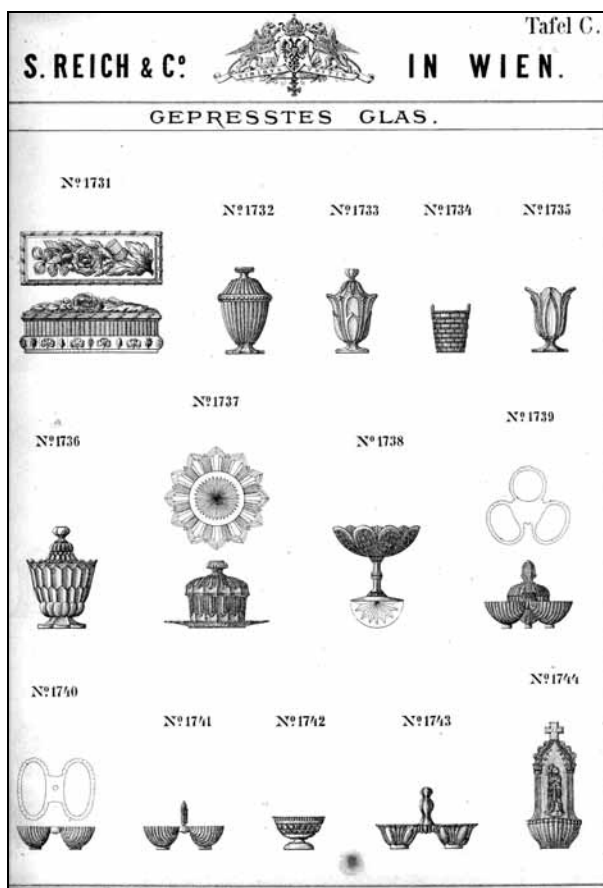 Tafel C.
S. REICH & Cº. IN WIEN.
GEPRESSTES GLAS.
Nº 1731
Nº 1732 Nº 1733 Nº 1734 Nº 1735
Nº 1737
Nº 1736 Nº 1738 Nº 1739
Nº 1740 Nº 1741 Nº 1742 Nº 1743 Nº 1744